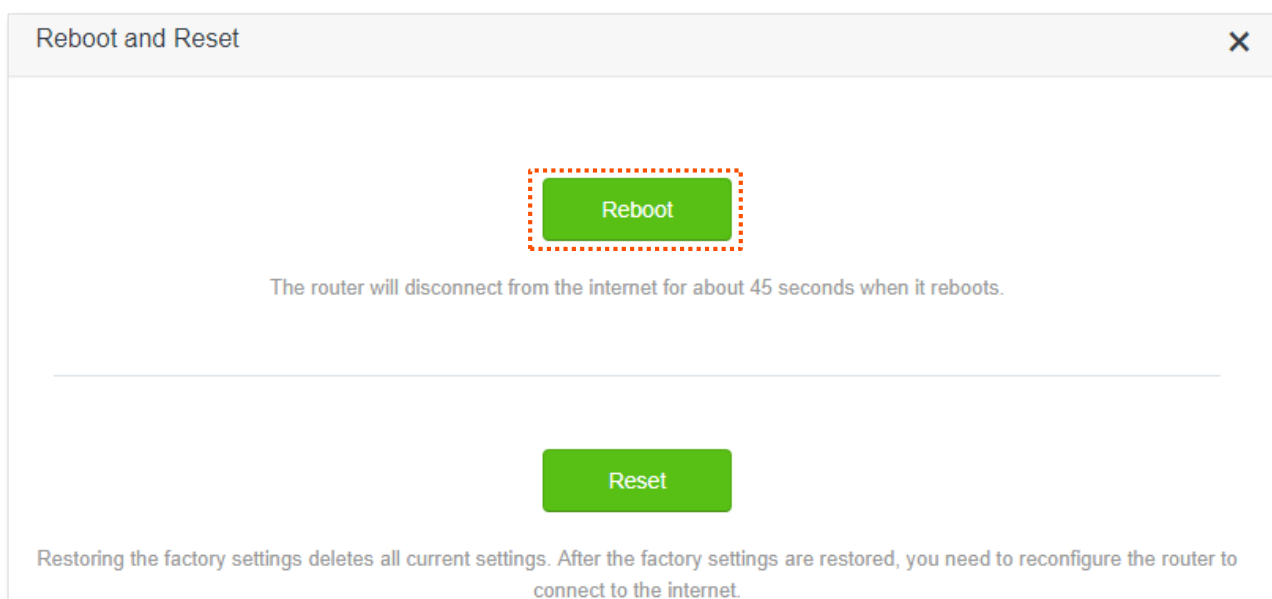 Reboot and Reset
Reboot
The router will disconnect from the internet for about 45 seconds when it reboots.
Reset
Restoring the factory settings deletes all current settings. After the factory settings are restored, you need to reconfigure the router to
connect to the internet.